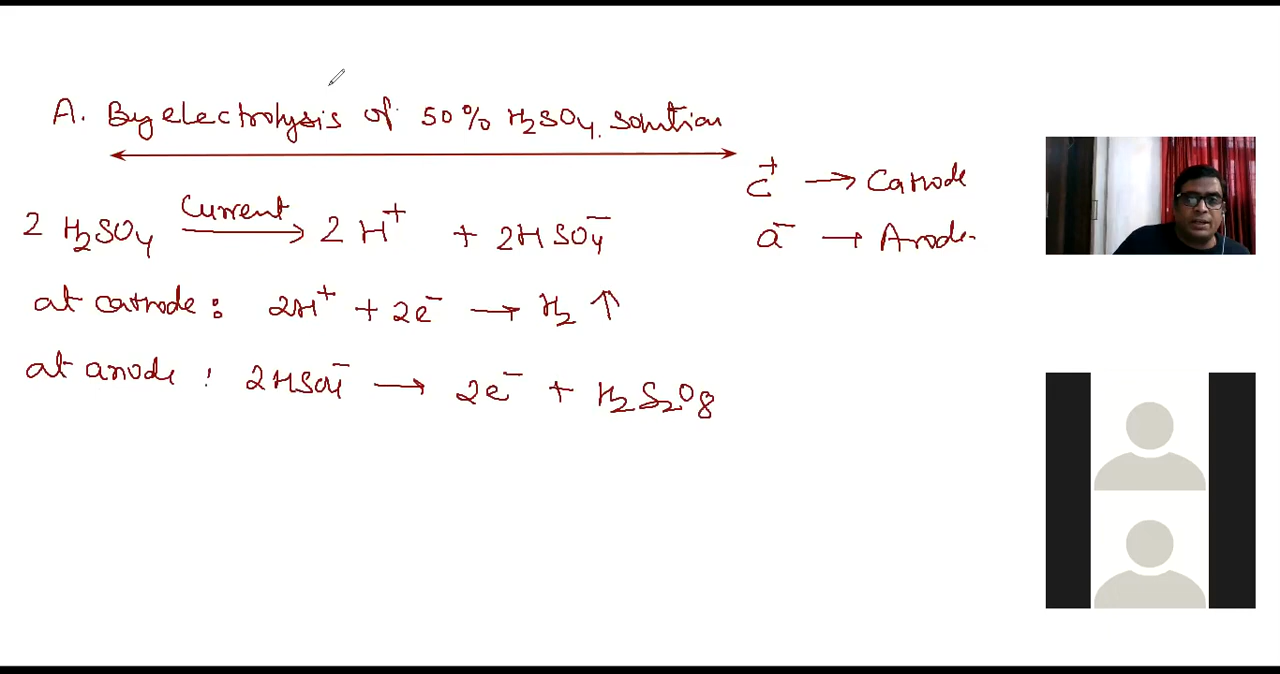 A. By electrolysis of 50% H₂SO₄ solution
C⁺ → Cathode
a⁻ → Anode
2 H₂SO₄ Current → 2 H⁺ + 2HSO₄⁻
at cathode : 2H⁺ + 2e⁻ → H₂ ↑
at anode : 2HSO₄⁻ → 2e⁻ + H₂S₂O₈